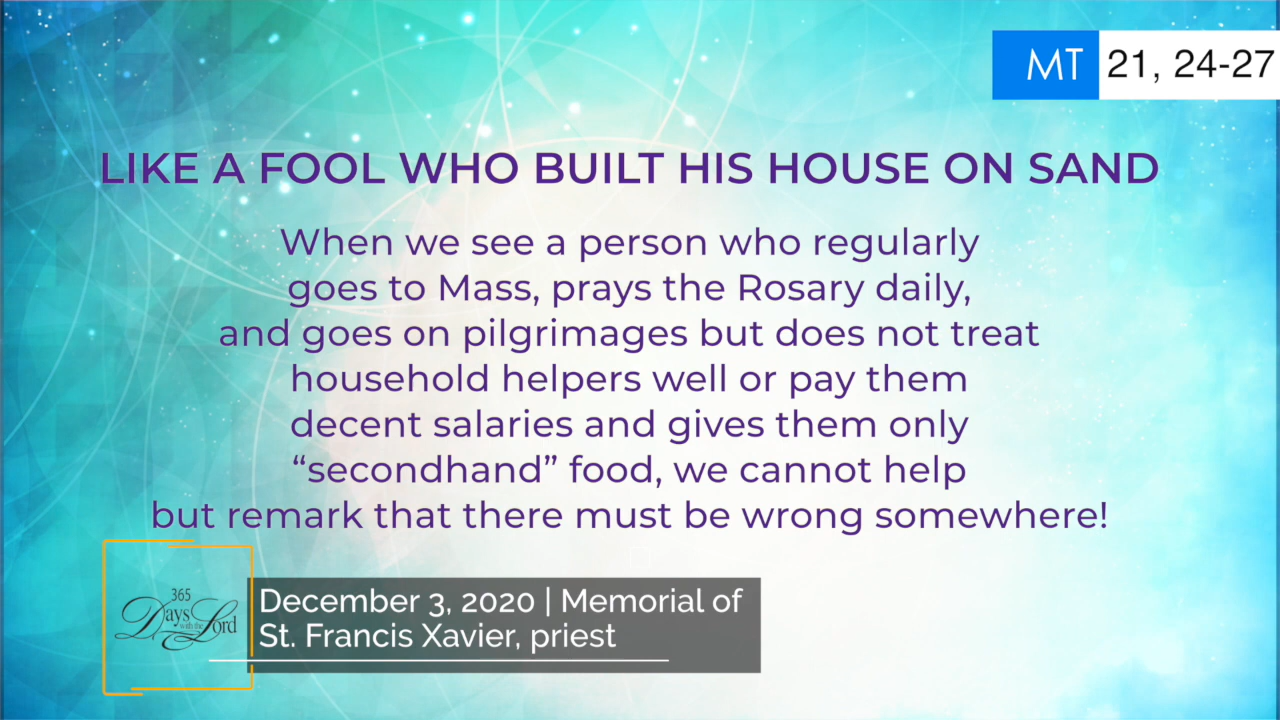 MT 21, 24-27
LIKE A FOOL WHO BUILT HIS HOUSE ON SAND
When we see a person who regularly
goes to Mass, prays the Rosary daily,
and goes on pilgrimages but does not treat
household helpers well or pay them
decent salaries and gives them only
“secondhand” food, we cannot help
but remark that there must be wrong somewhere!
365
Days with the Lord
December 3, 2020 | Memorial of
St. Francis Xavier, priest